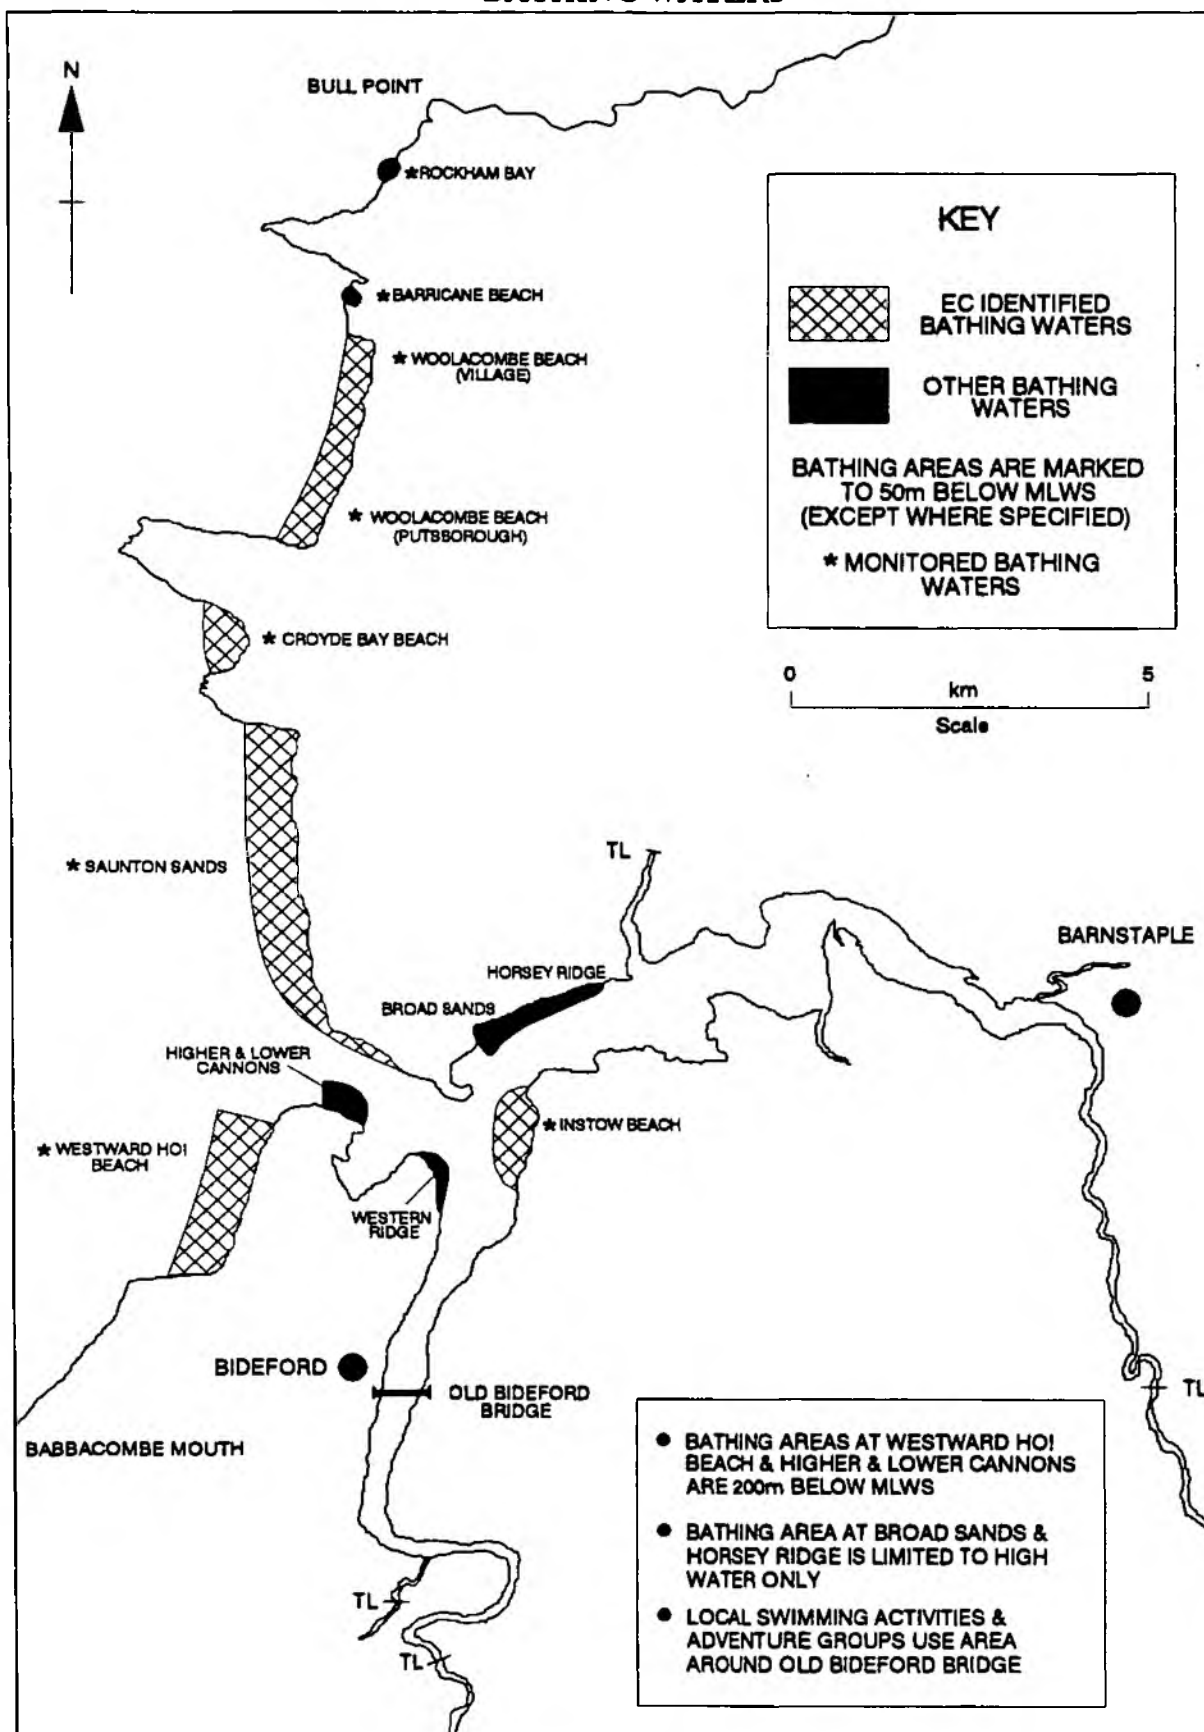 BATHING WATERS
N
BULL POINT
*ROCKHAM BAY
*BARRICANE BEACH
* WOOLACOMBE BEACH
(VILLAGE)
* WOOLACOMBE BEACH
(PUTSBOROUGH)
* CROYDE BAY BEACH
KEY
EC IDENTIFIED
BATHING WATERS
OTHER BATHING
WATERS
BATHING AREAS ARE MARKED
TO 50m BELOW MLWS
(EXCEPT WHERE SPECIFIED)
* MONITORED BATHING
WATERS
0 5
km
Scale
* SAUNTON SANDS
TL
BARNSTAPLE
HORSEY RIDGE
BROAD SANDS
HIGHER & LOWER
CANNONS
* INSTOW BEACH
* WESTWARD HO!
BEACH
WESTERN
RIDGE
BIDEFORD
OLD BIDEFORD
BRIDGE
TL
BABBACOMBE MOUTH
TL
TL
● BATHING AREAS AT WESTWARD HO!
BEACH & HIGHER & LOWER CANNONS
ARE 200m BELOW MLWS
● BATHING AREA AT BROAD SANDS &
HORSEY RIDGE IS LIMITED TO HIGH
WATER ONLY
● LOCAL SWIMMING ACTIVITIES &
ADVENTURE GROUPS USE AREA
AROUND OLD BIDEFORD BRIDGE